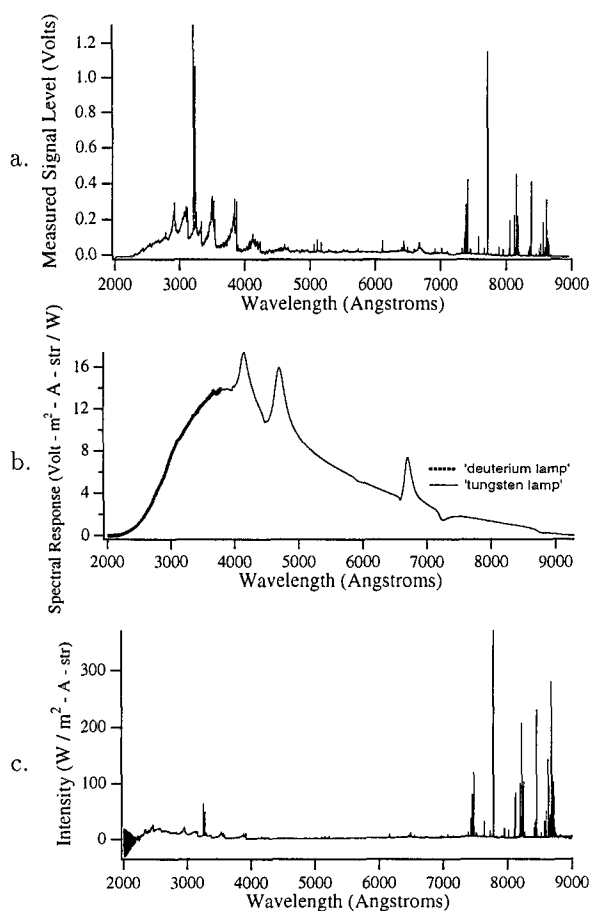 a.
Measured Signal Level (Volts)
1.2
1.0
0.8
0.6
0.4
0.2
0.0
2000 3000 4000 5000 6000 7000 8000 9000
Wavelength (Angstroms)
b.
Spectral Response (Volt - m² - A - str / W)
16
12
8
4
0
'deuterium lamp'
'tungsten lamp'
2000 3000 4000 5000 6000 7000 8000 9000
Wavelength (Angstroms)
c.
Intensity (W / m² - A - str)
300
200
100
0
2000 3000 4000 5000 6000 7000 8000 9000
Wavelength (Angstroms)